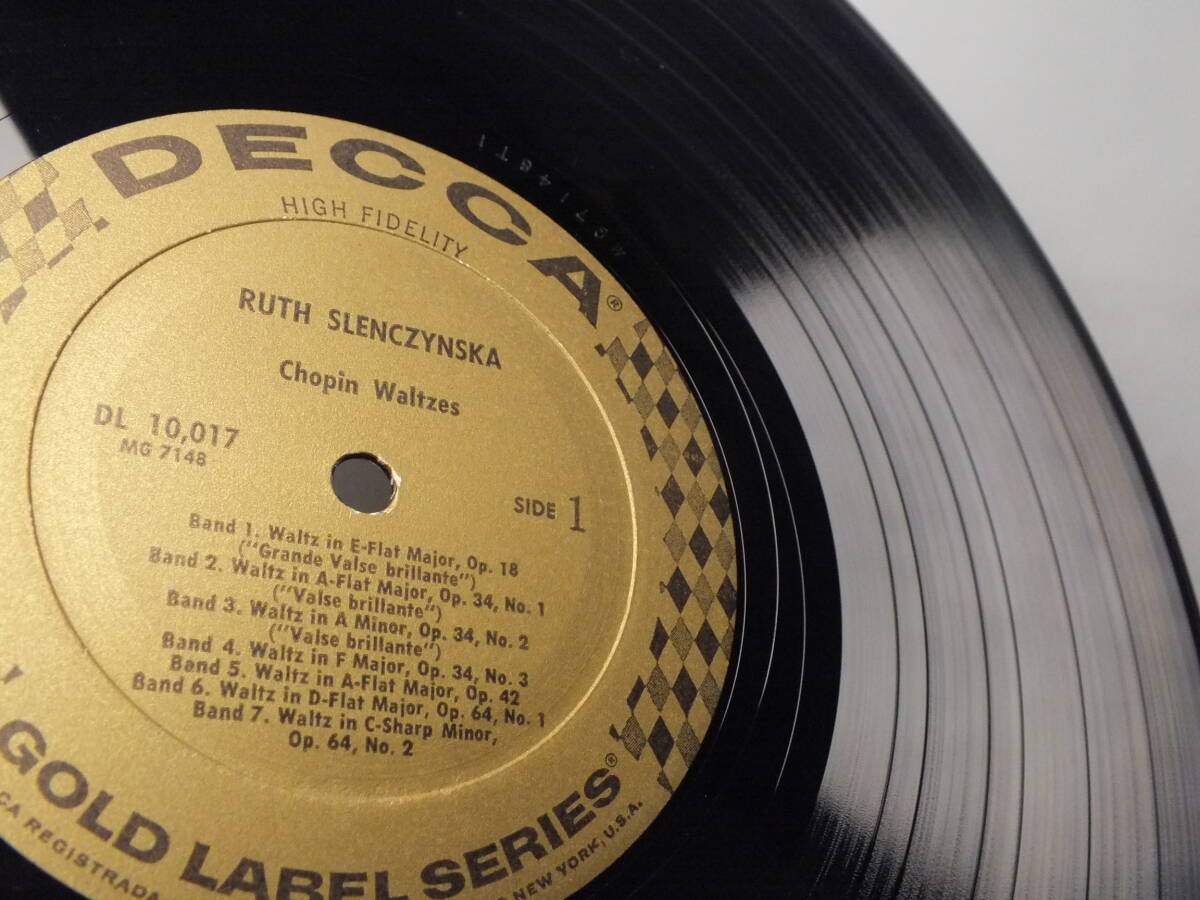 DECCA®
HIGH FIDELITY
RUTH SLENCZYNSKA
Chopin Waltzes
DL 10,017
MG 7148
SIDE 1
Band 1. Waltz in E-Flat Major, Op. 18
("Grande Valse brillante")
Band 2. Waltz in A-Flat Major, Op. 34, No. 1
("Valse brillante")
Band 3. Waltz in A Minor, Op. 34, No. 2
("Valse brillante")
Band 4. Waltz in F Major, Op. 34, No. 3
Band 5. Waltz in A-Flat Major, Op. 42
Band 6. Waltz in D-Flat Major, Op. 64, No. 1
Band 7. Waltz in C-Sharp Minor,
Op. 64, No. 2
GOLD LABEL SERIES®
REGISTRADA
NEW YORK, U.S.A.